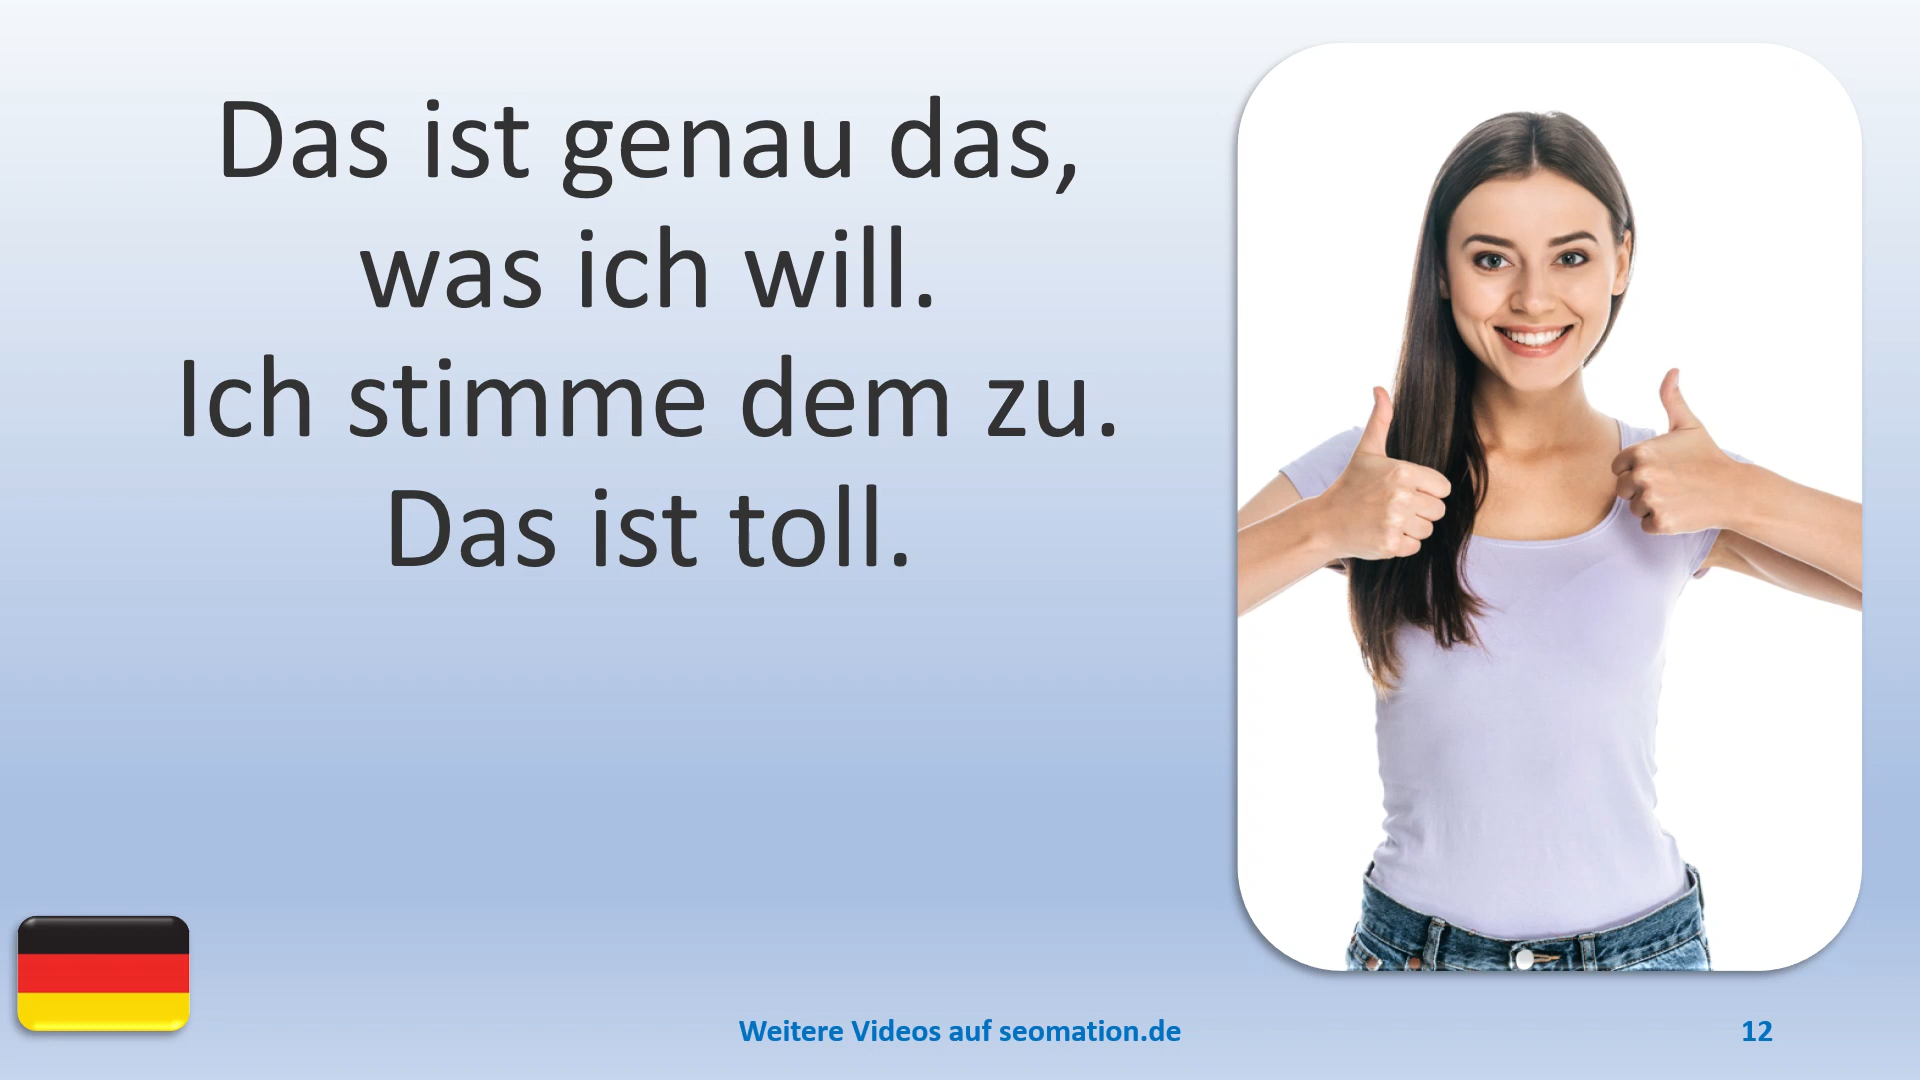 Das ist genau das,
was ich will.
Ich stimme dem zu.
Das ist toll.
Weitere Videos auf seomation.de
12